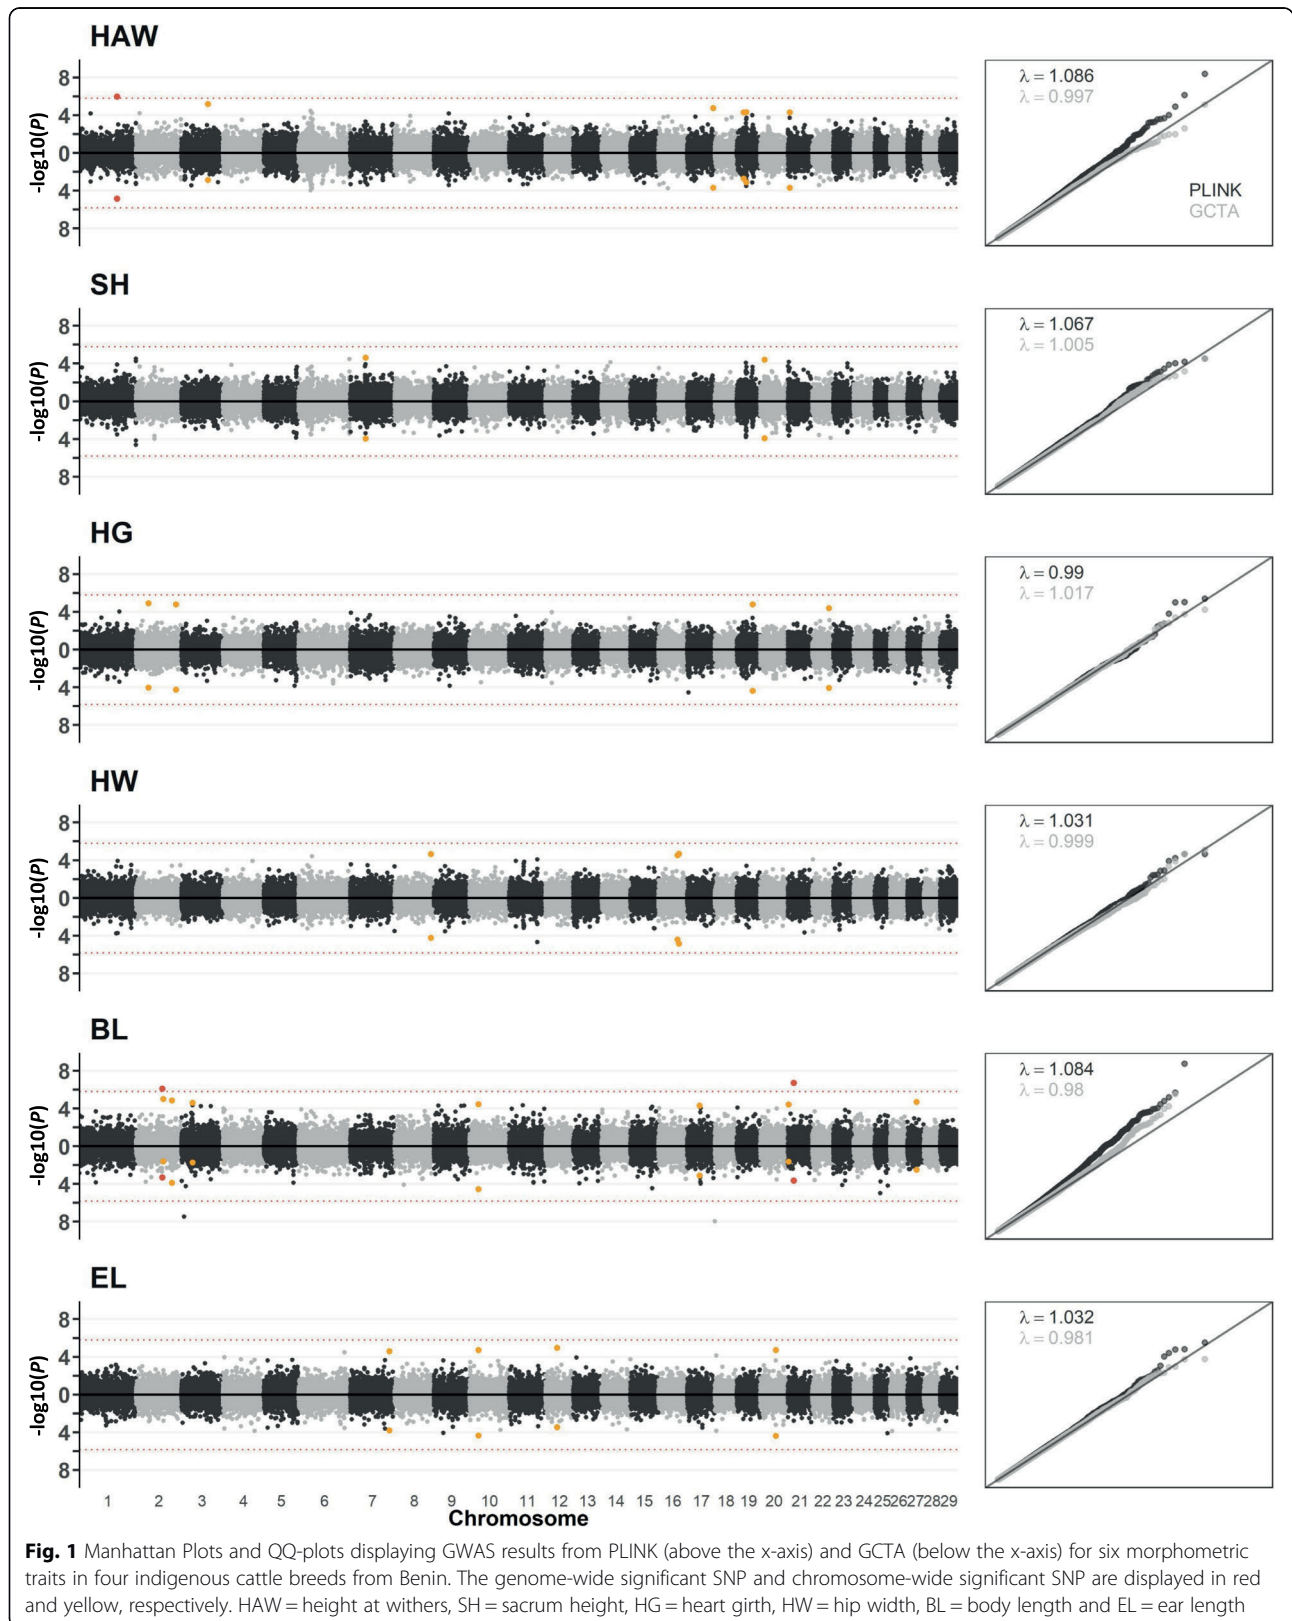 HAW
8
4
0
4
8
-log10(P)
λ = 1.086
λ = 0.997
PLINK
GCTA
SH
8
4
0
4
8
-log10(P)
λ = 1.067
λ = 1.005
HG
8
4
0
4
8
-log10(P)
λ = 0.99
λ = 1.017
HW
8
4
0
4
8
-log10(P)
λ = 1.031
λ = 0.999
BL
8
4
0
4
8
-log10(P)
λ = 1.084
λ = 0.98
EL
8
4
0
4
8
-log10(P)
λ = 1.032
λ = 0.981
1 2 3 4 5 6 7 8 9 10 11 12 13 14 15 16 17 18 19 20 21 22 23 24 25 26 27 28 29
Chromosome
Fig. 1 Manhattan Plots and QQ-plots displaying GWAS results from PLINK (above the x-axis) and GCTA (below the x-axis) for six morphometric
traits in four indigenous cattle breeds from Benin. The genome-wide significant SNP and chromosome-wide significant SNP are displayed in red
and yellow, respectively. HAW = height at withers, SH = sacrum height, HG = heart girth, HW = hip width, BL = body length and EL = ear length